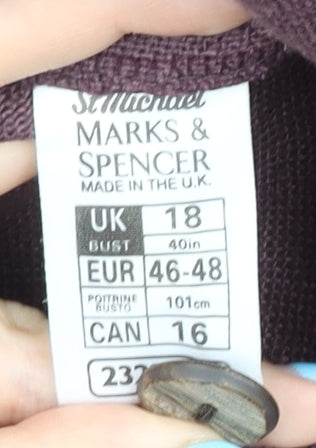 St Michael
MARKS &
SPENCER
MADE IN THE U.K.
UK 18
BUST 40in
EUR 46-48
POITRINE
BUSTO 101cm
CAN 16
232